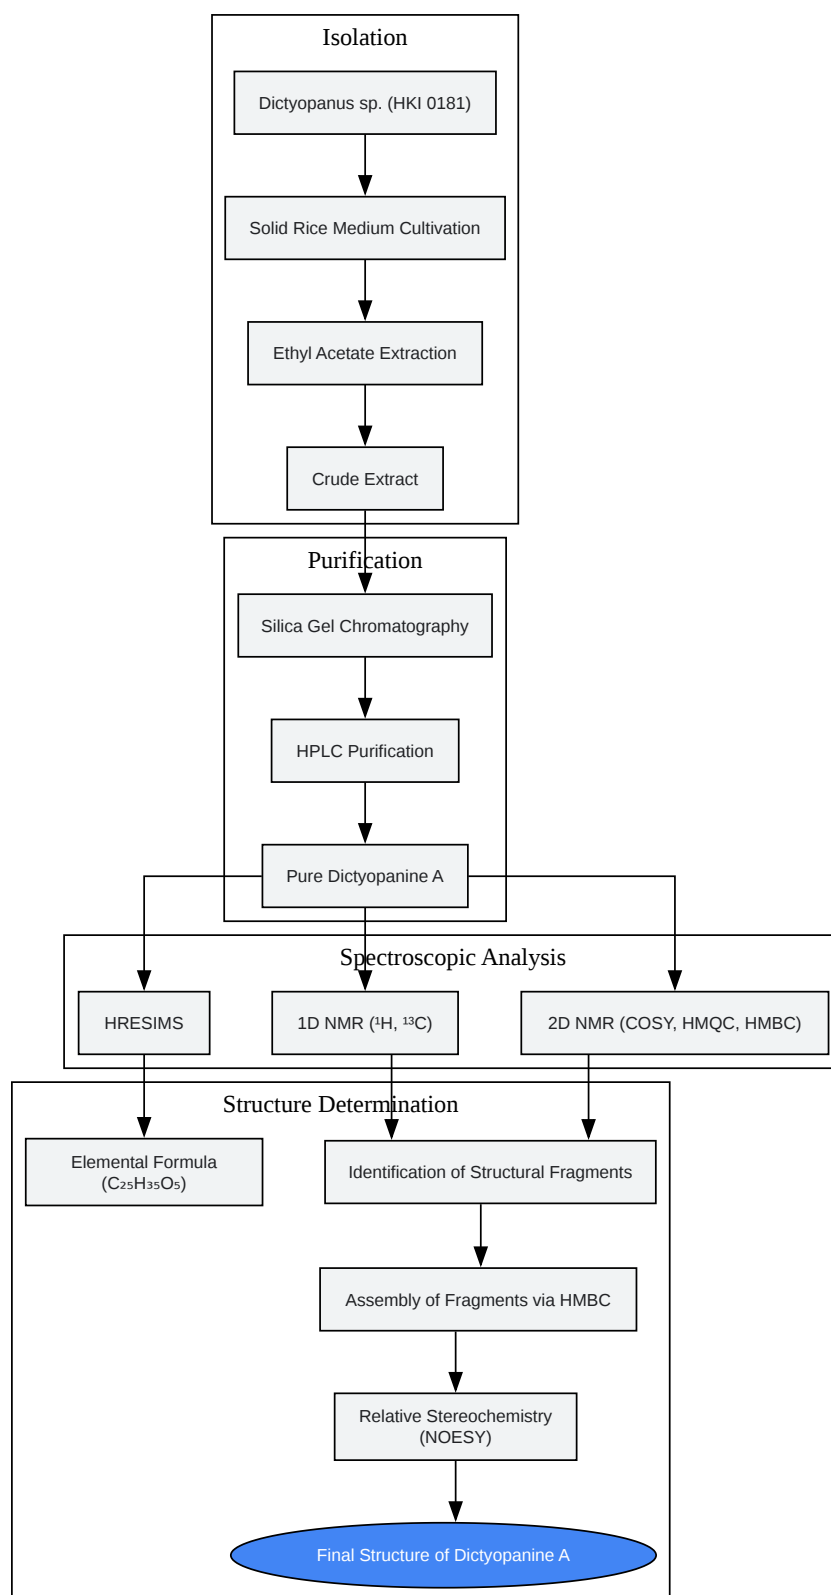 Isolation
Dictyopanus sp. (HKI 0181)
Solid Rice Medium Cultivation
Ethyl Acetate Extraction
Crude Extract
Purification
Silica Gel Chromatography
HPLC Purification
Pure Dictyopanine A
Spectroscopic Analysis
HRESIMS
1D NMR (¹H, ¹³C)
2D NMR (COSY, HMQC, HMBC)
Structure Determination
Elemental Formula
(C₂₅H₃₅O₅)
Identification of Structural Fragments
Assembly of Fragments via HMBC
Relative Stereochemistry
(NOESY)
Final Structure of Dictyopanine A